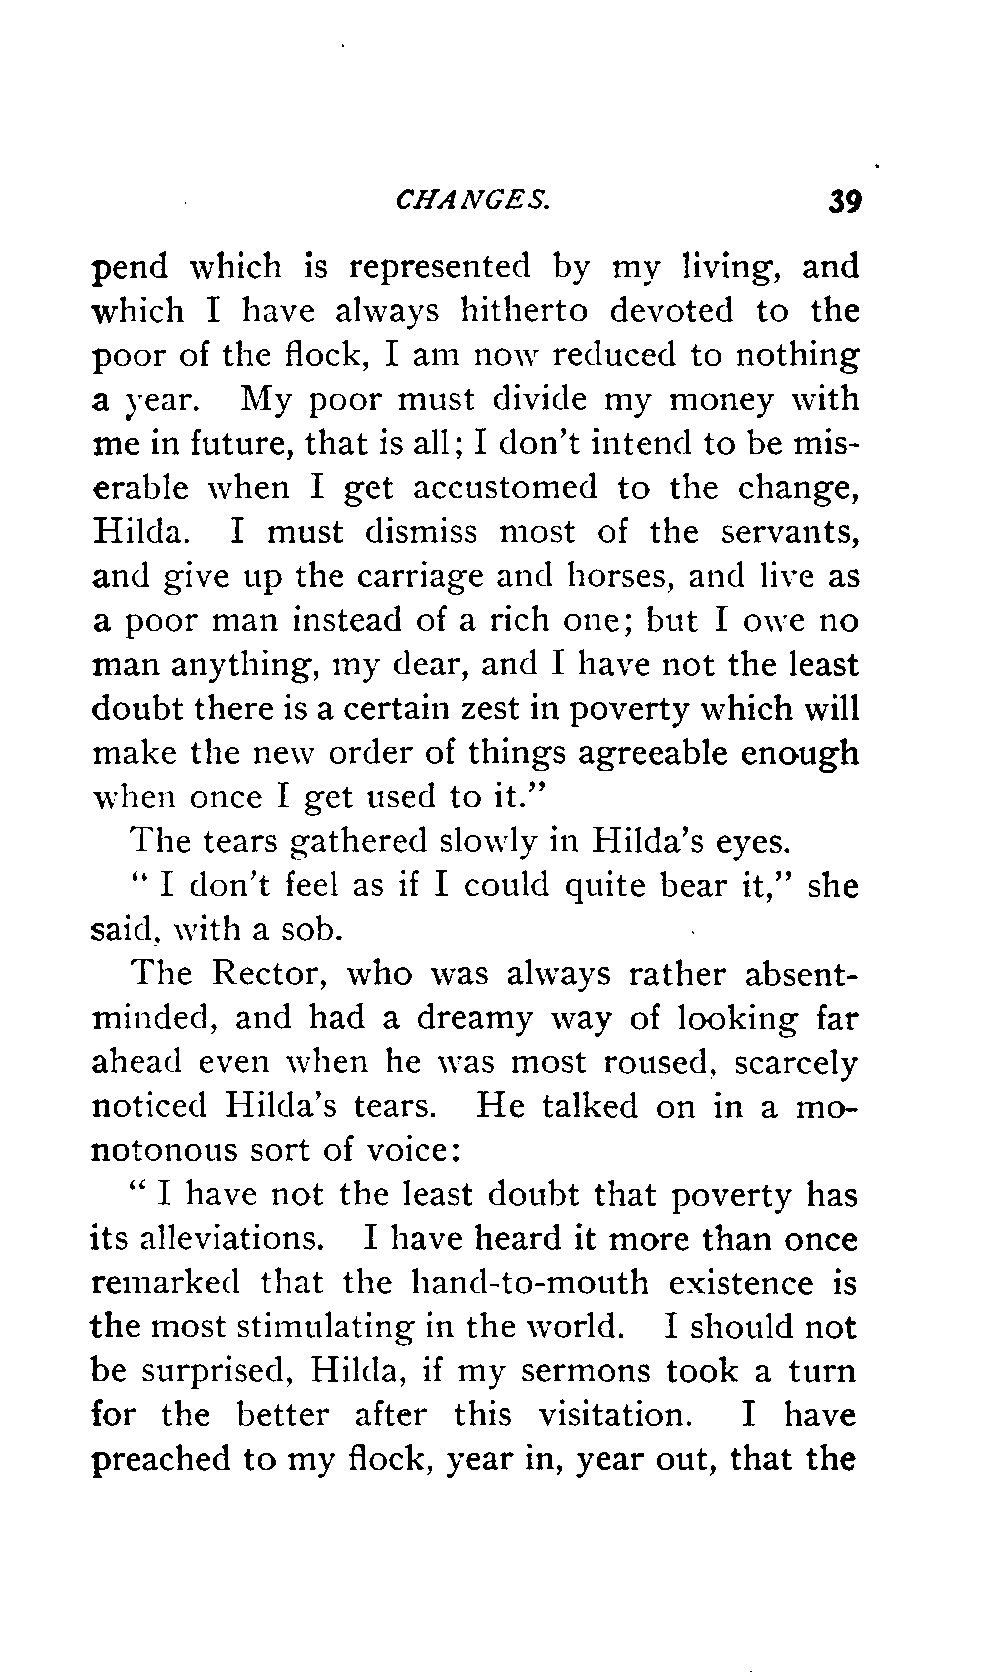 CHANGES. 39
pend which is represented by my living, and
which I have always hitherto devoted to the
poor of the flock, I am now reduced to nothing
a year. My poor must divide my money with
me in future, that is all; I don't intend to be mis-
erable when I get accustomed to the change,
Hilda. I must dismiss most of the servants,
and give up the carriage and horses, and live as
a poor man instead of a rich one; but I owe no
man anything, my dear, and I have not the least
doubt there is a certain zest in poverty which will
make the new order of things agreeable enough
when once I get used to it."
The tears gathered slowly in Hilda's eyes.
" I don't feel as if I could quite bear it," she
said, with a sob.
The Rector, who was always rather absent-
minded, and had a dreamy way of looking far
ahead even when he was most roused, scarcely
noticed Hilda's tears. He talked on in a mo-
notonous sort of voice:
" I have not the least doubt that poverty has
its alleviations. I have heard it more than once
remarked that the hand-to-mouth existence is
the most stimulating in the world. I should not
be surprised, Hilda, if my sermons took a turn
for the better after this visitation. I have
preached to my flock, year in, year out, that the